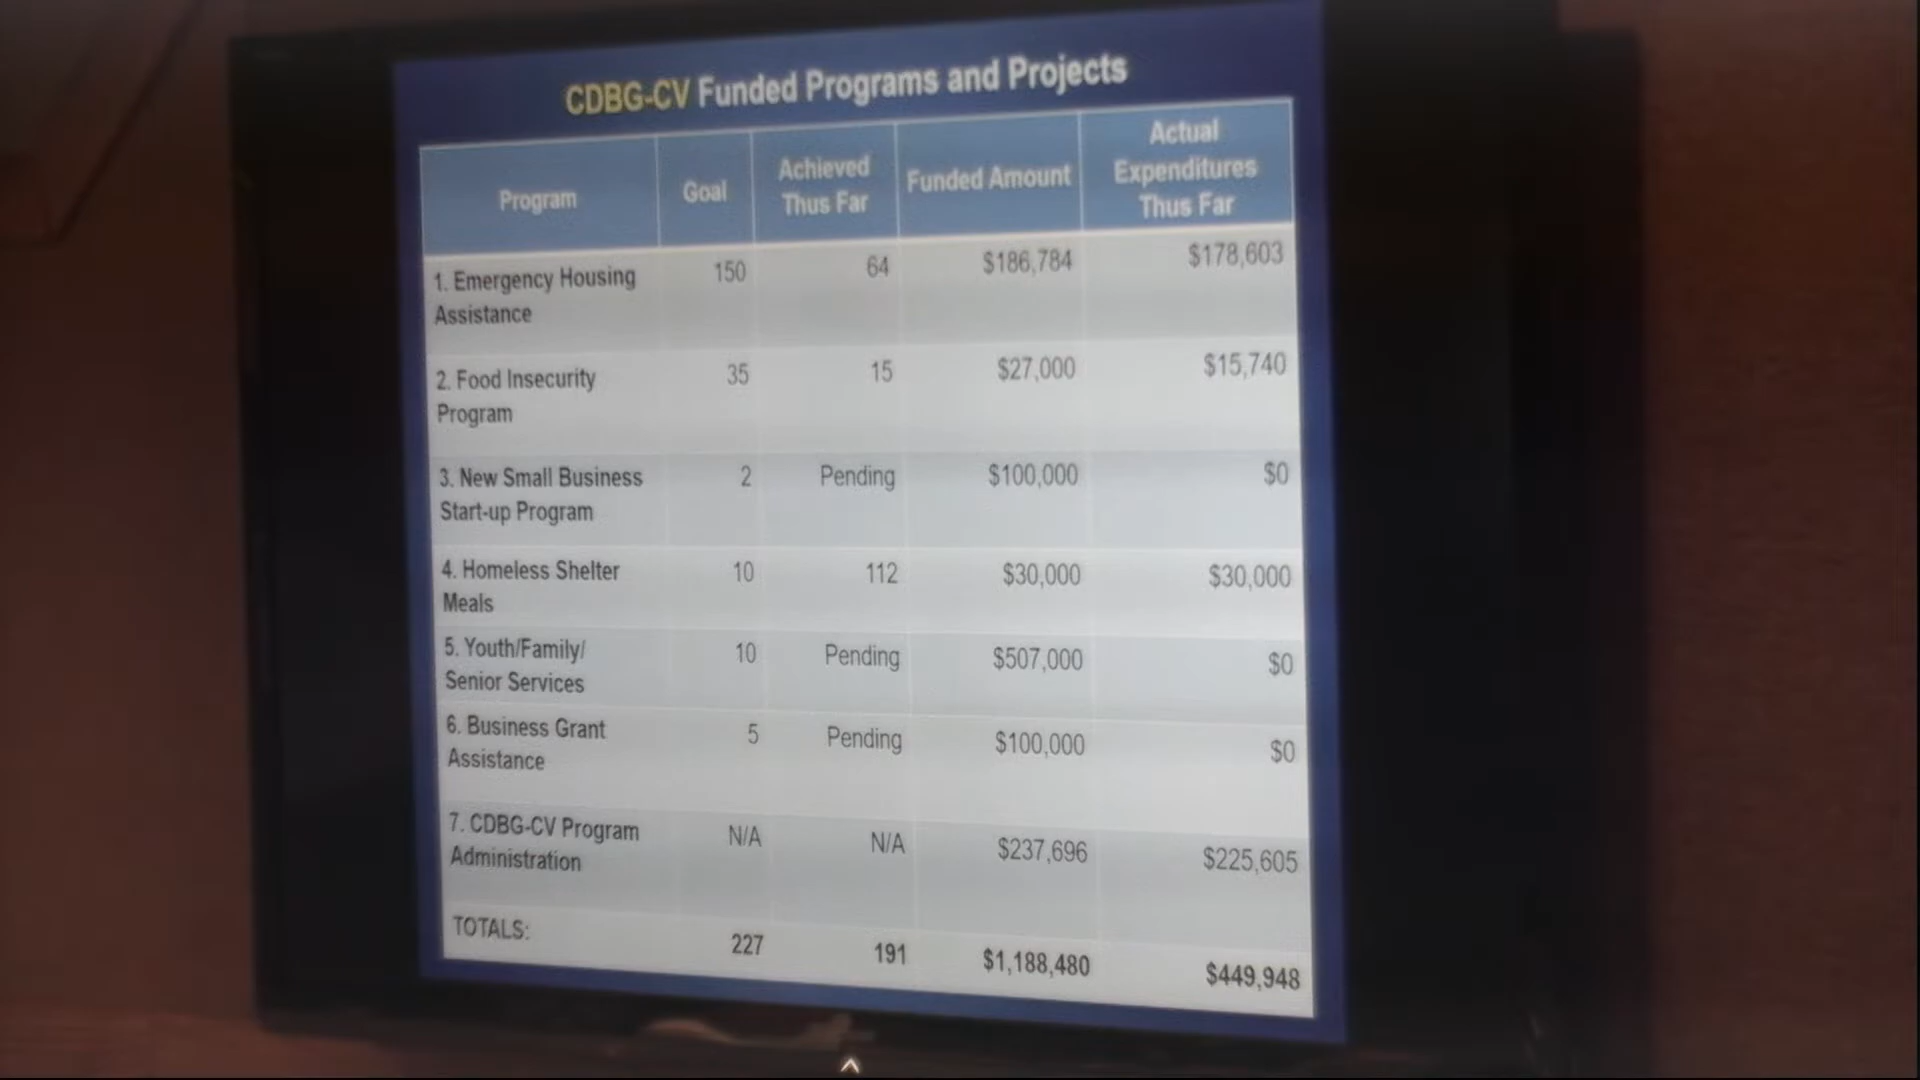 CDBG-CV Funded Programs and Projects
Program Goal Achieved Thus Far Funded Amount Actual Expenditures Thus Far
1. Emergency Housing Assistance 150 64 $186,784 $178,603
2. Food Insecurity Program 35 15 $27,000 $15,740
3. New Small Business Start-up Program 2 Pending $100,000 $0
4. Homeless Shelter Meals 10 112 $30,000 $30,000
5. Youth/Family/ Senior Services 10 Pending $507,000 $0
6. Business Grant Assistance 5 Pending $100,000 $0
7. CDBG-CV Program Administration N/A N/A $237,696 $225,605
TOTALS: 227 191 $1,188,480 $449,948